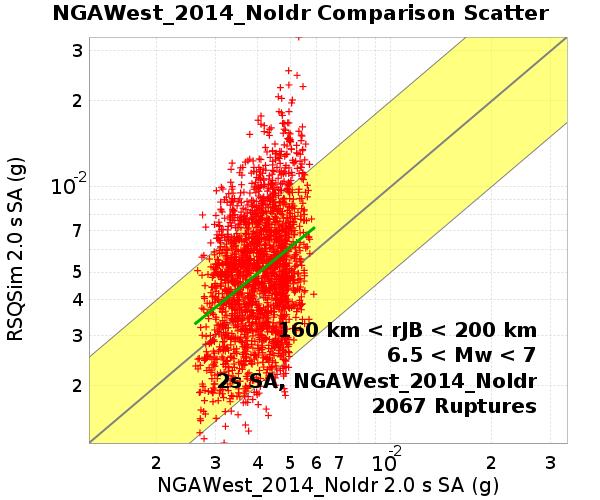 NGAWest_2014_NoIdr Comparison Scatter
3
2
10-2
7
5
4
3
2
RSQSim 2.0 s SA (g)
160 km < rJB < 200 km
6.5 < Mw < 7
2s SA, NGAWest_2014_NoIdr
2067 Ruptures
2 3 4 5 6 7 10-2 2 3
NGAWest_2014_NoIdr 2.0 s SA (g)